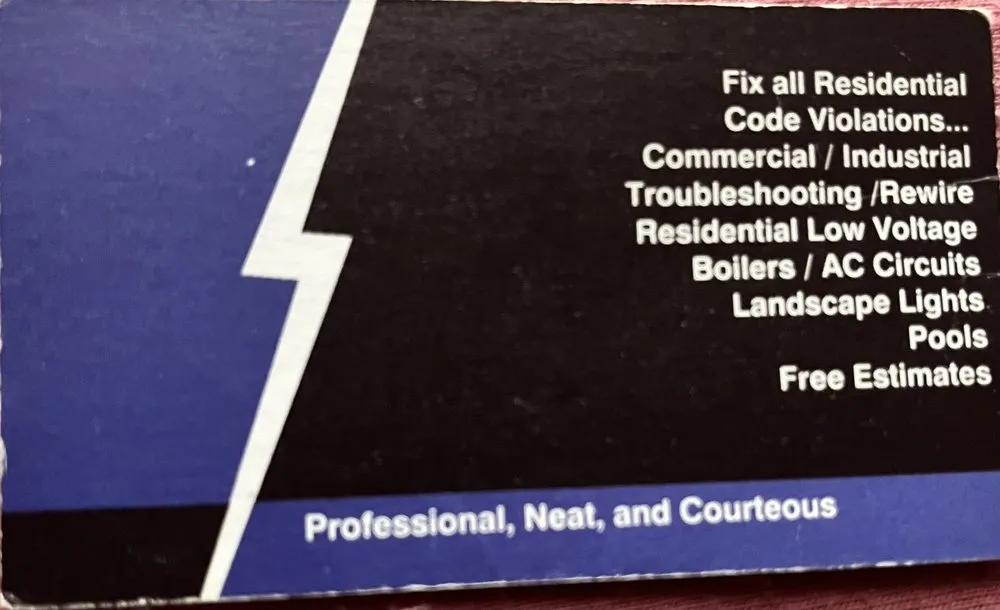 Fix all Residential
Code Violations...
Commercial / Industrial
Troubleshooting /Rewire
Residential Low Voltage
Boilers / AC Circuits
Landscape Lights
Pools
Free Estimates
Professional, Neat, and Courteous